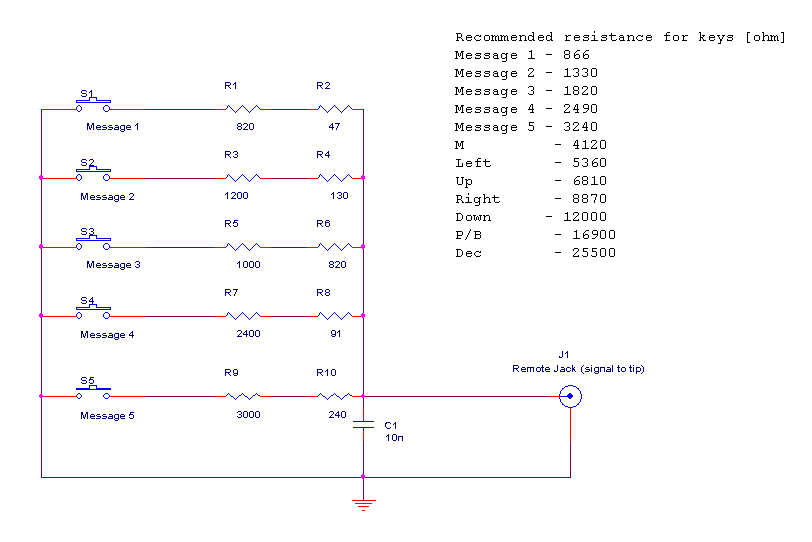 Recommended resistance for keys [ohm]
Message 1 - 866
Message 2 - 1330
Message 3 - 1820
Message 4 - 2490
Message 5 - 3240
M - 4120
Left - 5360
Up - 6810
Right - 8870
Down - 12000
P/B - 16900
Dec - 25500
S1 R1 R2
Message 1 820 47
S2 R3 R4
Message 2 1200 130
S3 R5 R6
Message 3 1000 820
S4 R7 R8
Message 4 2400 91
S5 R9 R10
Message 5 3000 240
J1
Remote Jack (signal to tip)
C1
10n